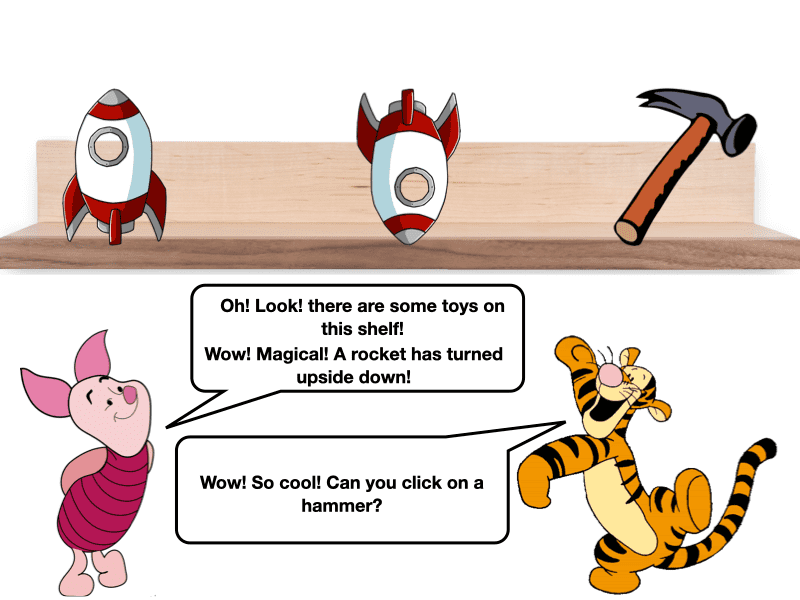 Oh! Look! there are some toys on
this shelf!
Wow! Magical! A rocket has turned
upside down!
Wow! So cool! Can you click on a
hammer?